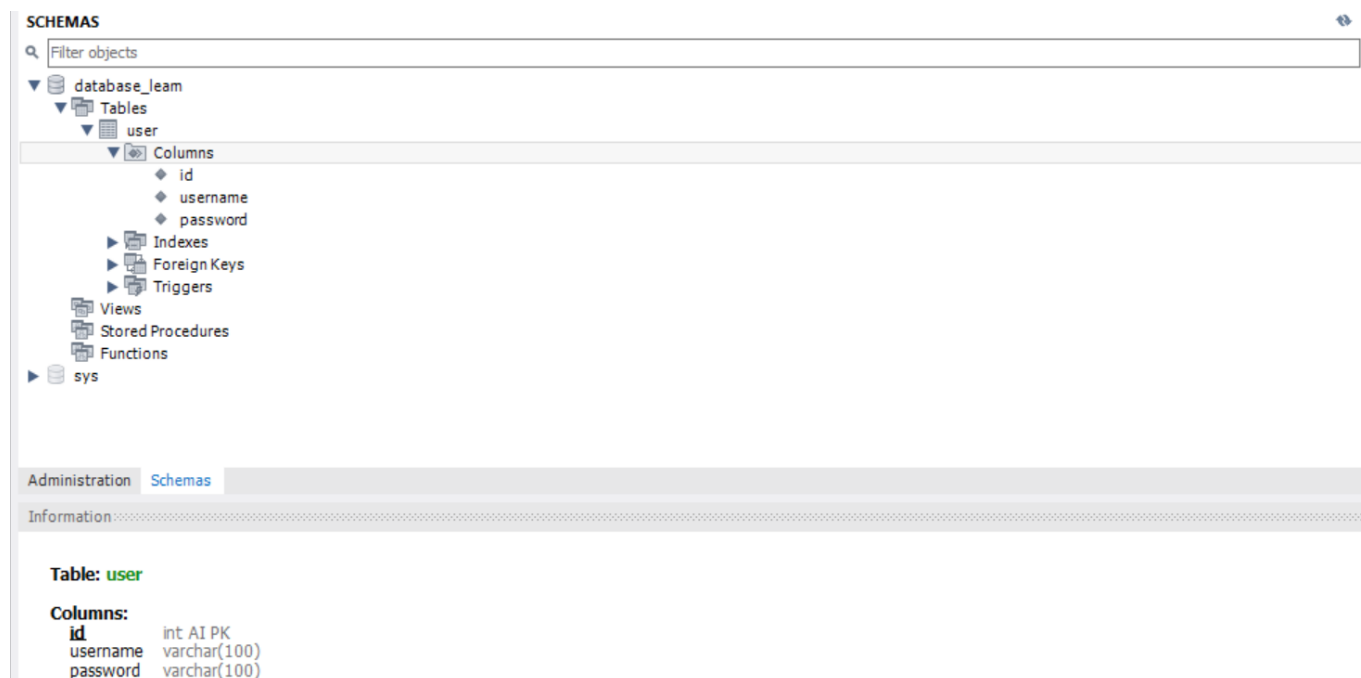 SCHEMAS
Filter objects
database_leam
Tables
user
Columns
id
username
password
Indexes
Foreign Keys
Triggers
Views
Stored Procedures
Functions
sys
Administration Schemas
Information
Table: user
Columns:
id int AI PK
username varchar(100)
password varchar(100)